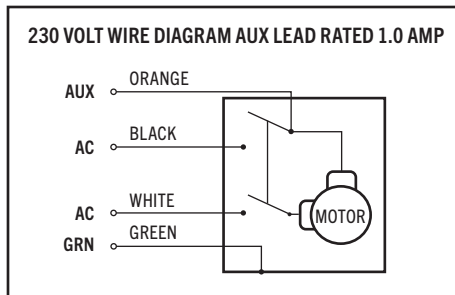 230 VOLT WIRE DIAGRAM AUX LEAD RATED 1.0 AMP
AUX ORANGE
AC BLACK
AC WHITE
GRN GREEN
MOTOR